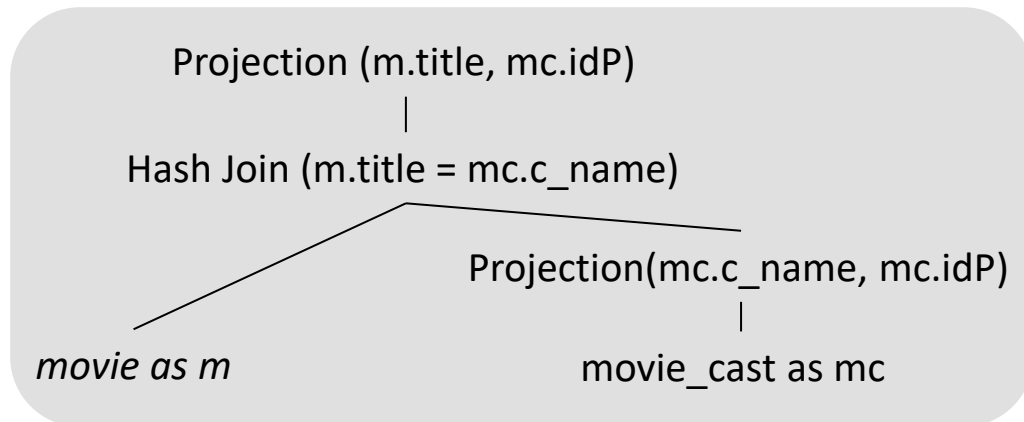 Projection (m.title, mc.idP)
Hash Join (m.title = mc.c_name)
Projection(mc.c_name, mc.idP)
movie as m
movie_cast as mc